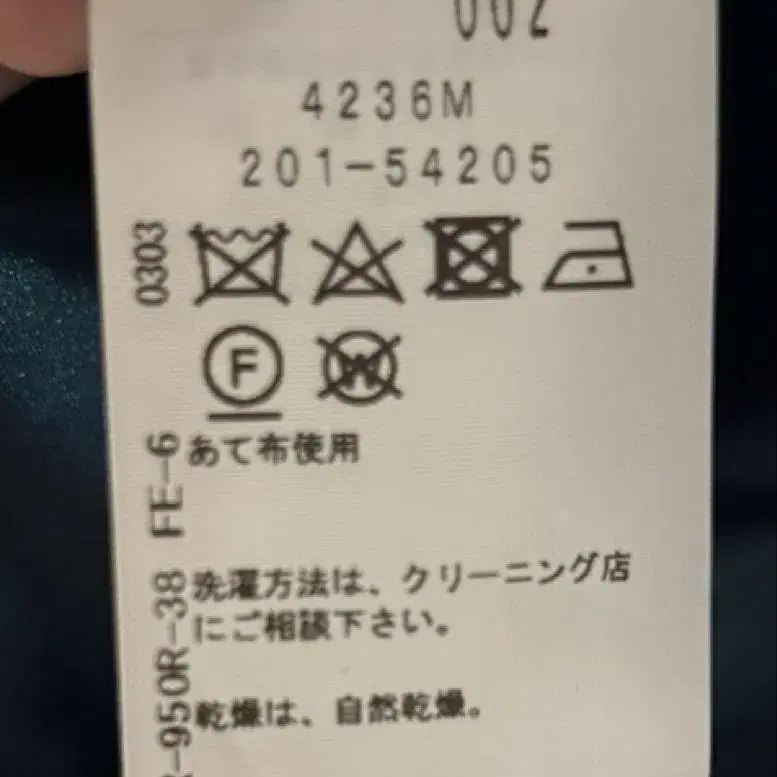 002
4236M
201-54205
0303
F
W
あて布使用
FE-6
洗濯方法は、クリーニング店
にご相談下さい。
乾燥は、自然乾燥。
-950R-38